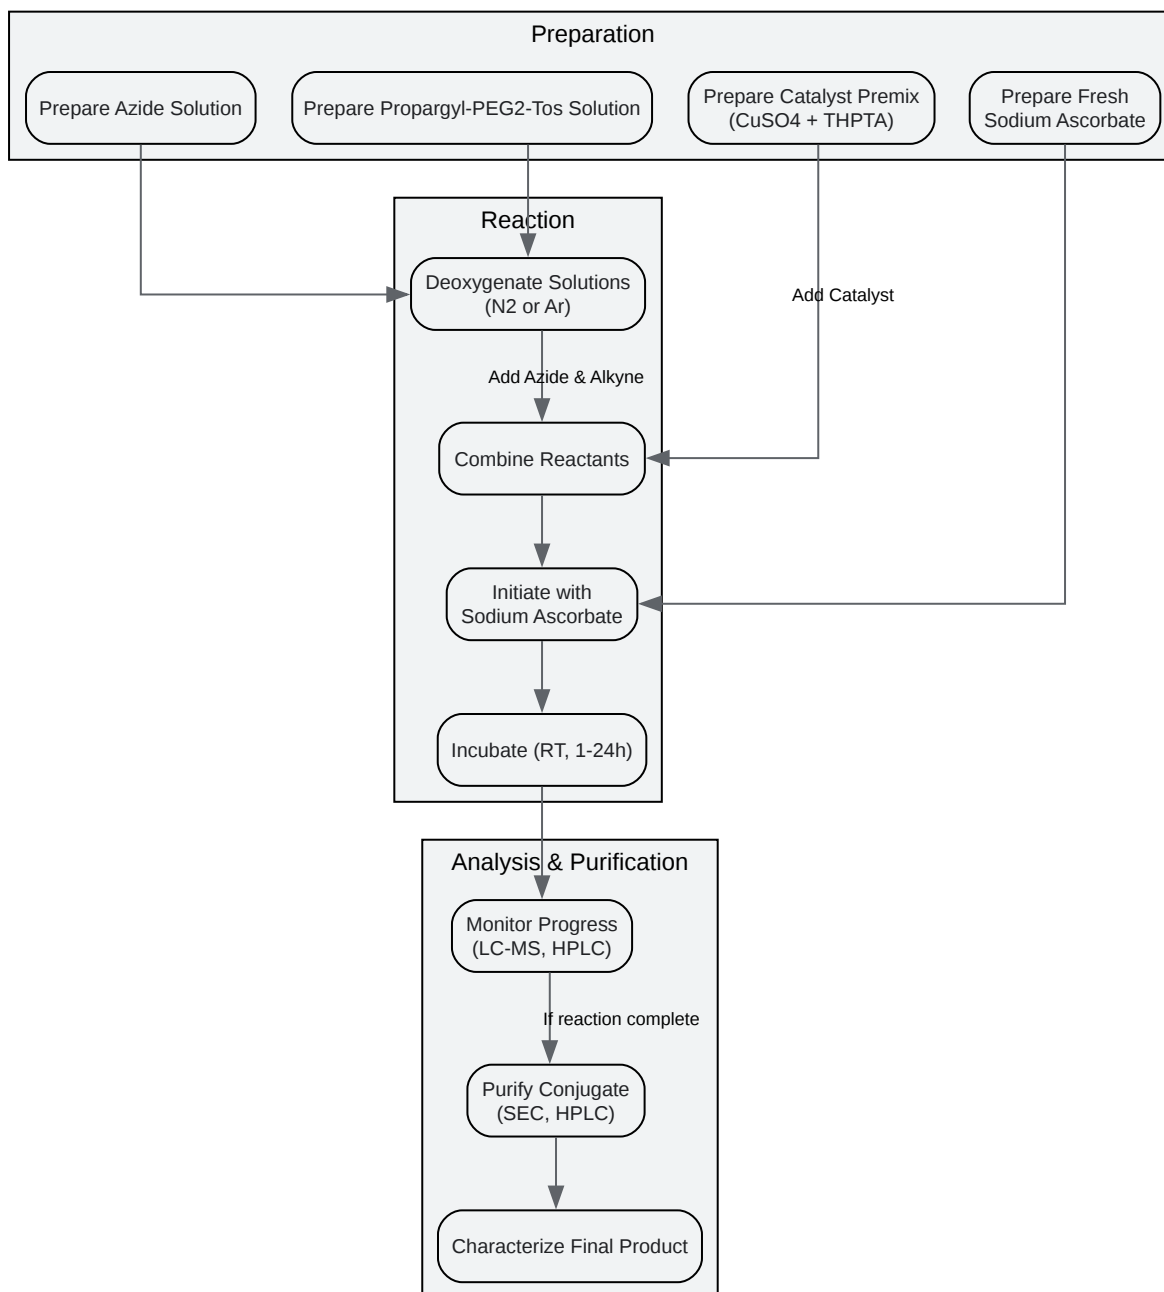 Preparation
Prepare Azide Solution
Prepare Propargyl-PEG2-Tos Solution
Prepare Catalyst Premix
(CuSO4 + THPTA)
Prepare Fresh
Sodium Ascorbate
Reaction
Deoxygenate Solutions
(N2 or Ar)
Add Catalyst
Add Azide & Alkyne
Combine Reactants
Initiate with
Sodium Ascorbate
Incubate (RT, 1-24h)
Analysis & Purification
Monitor Progress
(LC-MS, HPLC)
If reaction complete
Purify Conjugate
(SEC, HPLC)
Characterize Final Product